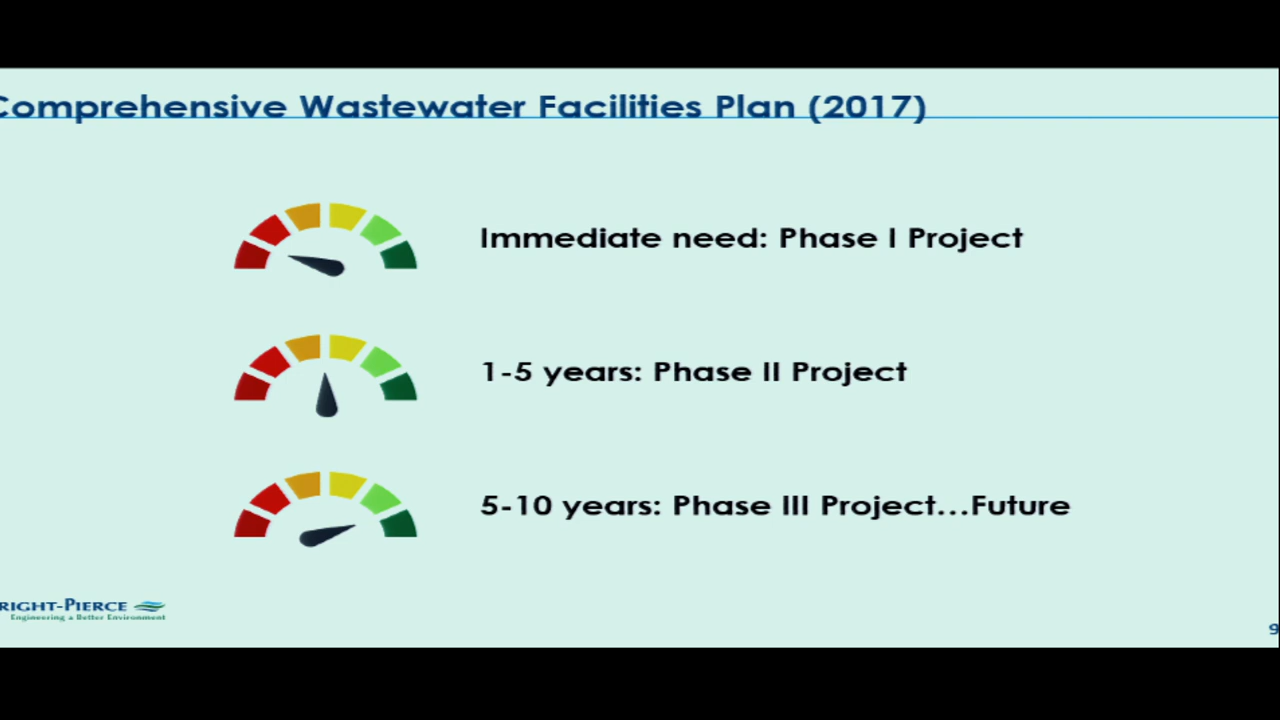 Comprehensive Wastewater Facilities Plan (2017)
Immediate need: Phase I Project
1-5 years: Phase II Project
5-10 years: Phase III Project...Future
RIGHT-PIERCE
Engineering a Better Environment
9